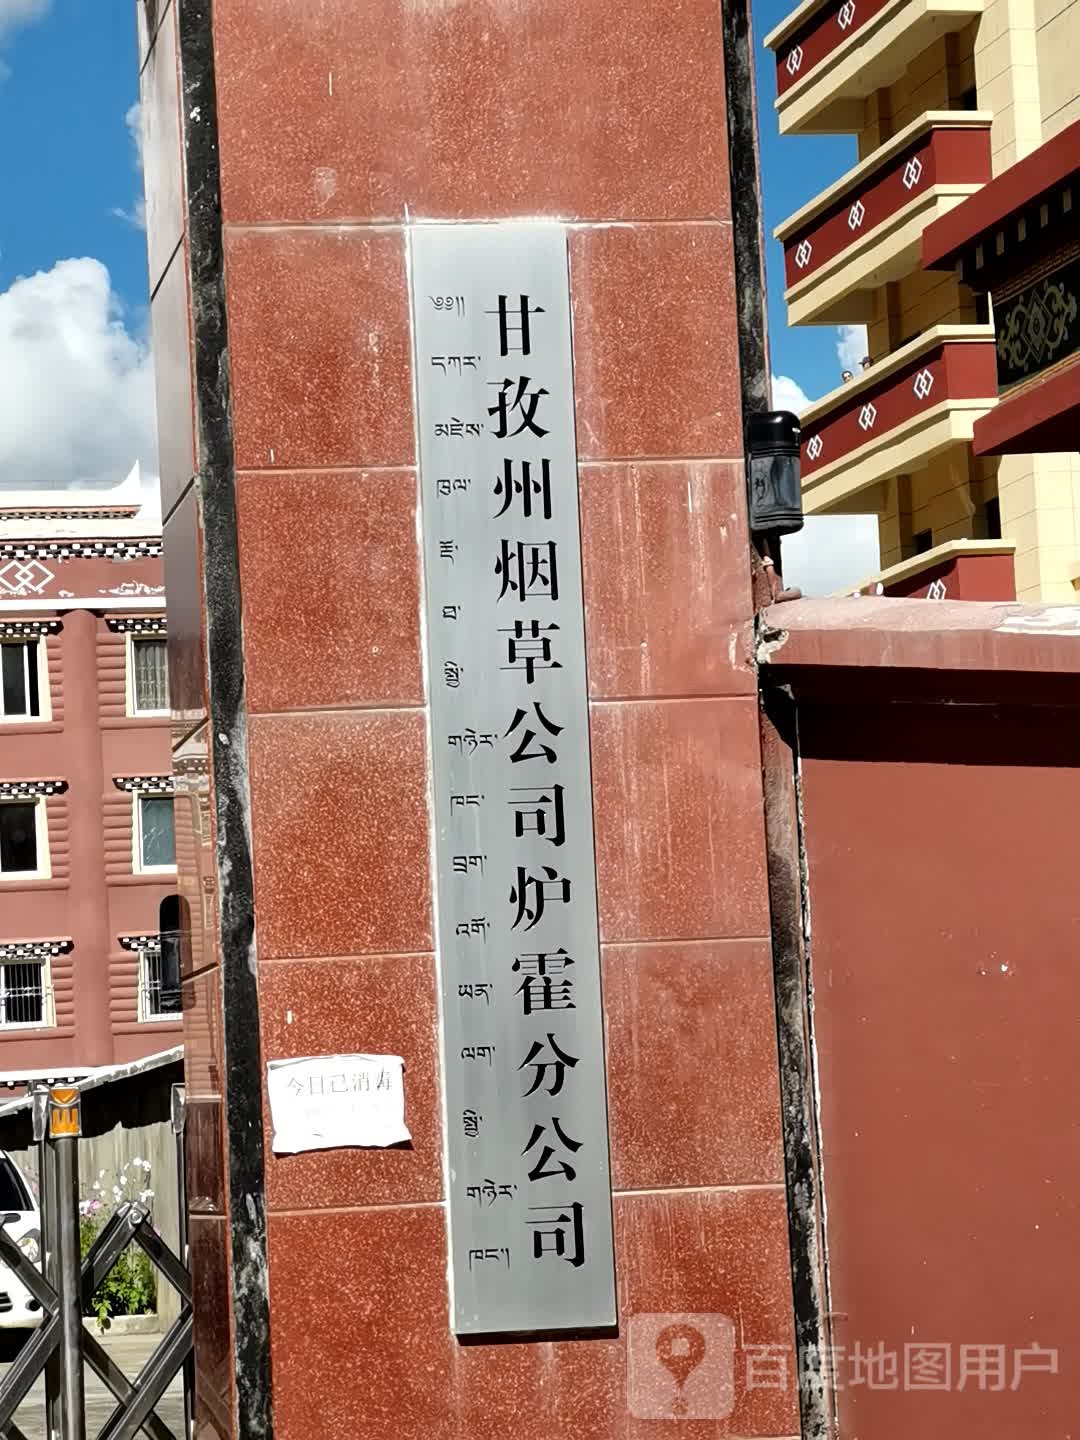 ༄༅།། དཀར་མཛེས་ཁུལ་ཇོ་ཐ་སྤྱི་གཉེར་ཁང་བྲག་འགོ་ཡན་ལག་སྤྱི་གཉེར་ཁང་།
甘孜州烟草公司炉霍分公司
今日已消毒
百度地图用户